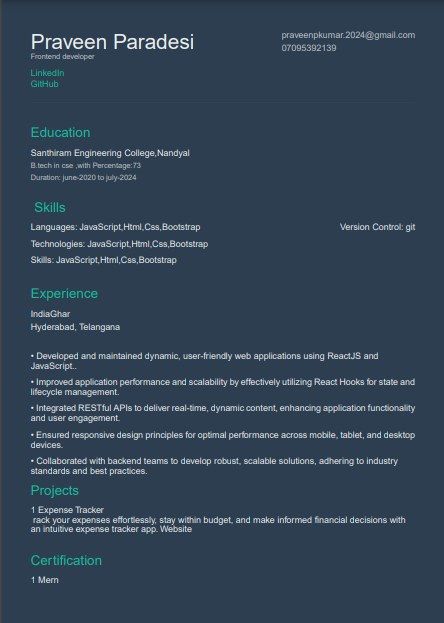 Praveen Paradesi
Frontend developer
praveenpkumar.2024@gmail.com
07095392139
LinkedIn
GitHub
Education
Santhiram Engineering College,Nandyal
B.tech in cse ,with Percentage:73
Duration: june-2020 to july-2024
Skills
Languages: JavaScript,Html,Css,Bootstrap
Version Control: git
Technologies: JavaScript,Html,Css,Bootstrap
Skills: JavaScript,Html,Css,Bootstrap
Experience
IndiaGhar
Hyderabad, Telangana
• Developed and maintained dynamic, user-friendly web applications using ReactJS and
JavaScript..
• Improved application performance and scalability by effectively utilizing React Hooks for state and
lifecycle management.
• Integrated RESTful APIs to deliver real-time, dynamic content, enhancing application functionality
and user engagement.
• Ensured responsive design principles for optimal performance across mobile, tablet, and desktop
devices.
• Collaborated with backend teams to develop robust, scalable solutions, adhering to industry
standards and best practices.
Projects
1 Expense Tracker
rack your expenses effortlessly, stay within budget, and make informed financial decisions with
an intuitive expense tracker app. Website
Certification
1 Mern